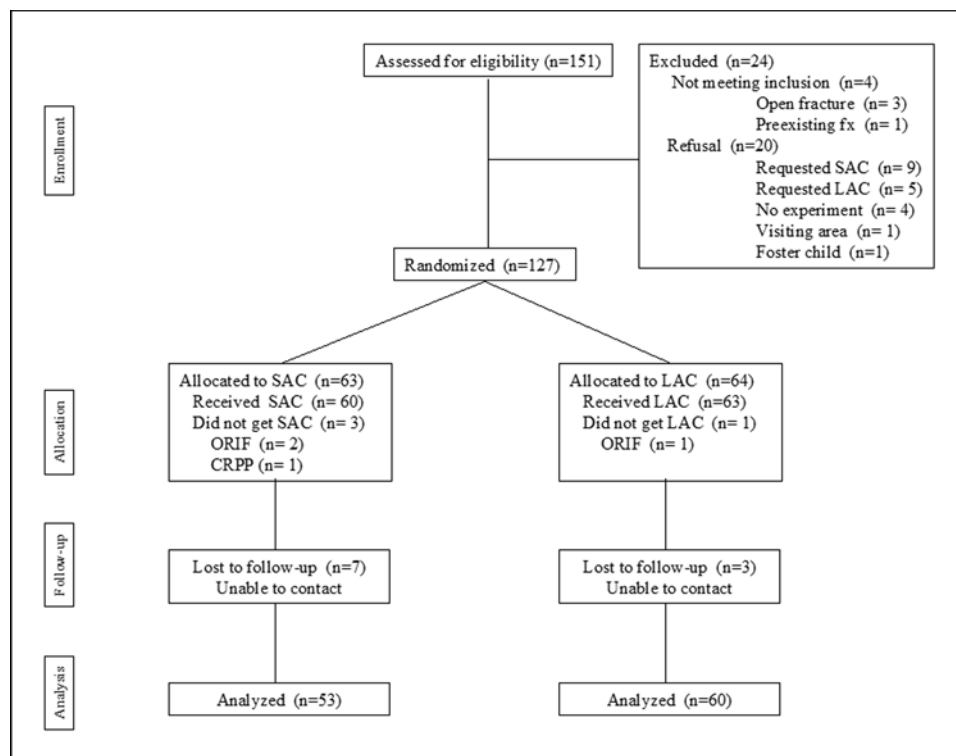 Assessed for eligibility (n=151)
Excluded (n=24)
Not meeting inclusion (n=4)
Open fracture (n= 3)
Preexisting fx (n= 1)
Refusal (n=20)
Requested SAC (n= 9)
Requested LAC (n= 5)
No experiment (n= 4)
Visiting area (n= 1)
Foster child (n=1)
Enrollment
Randomized (n=127)
Allocation
Allocated to SAC (n=63)
Received SAC (n= 60)
Did not get SAC (n= 3)
ORIF (n= 2)
CRPP (n= 1)
Allocated to LAC (n=64)
Received LAC (n=63)
Did not get LAC (n= 1)
ORIF (n= 1)
Follow-up
Lost to follow-up (n=7)
Unable to contact
Lost to follow-up (n=3)
Unable to contact
Analysis
Analyzed (n=53)
Analyzed (n=60)